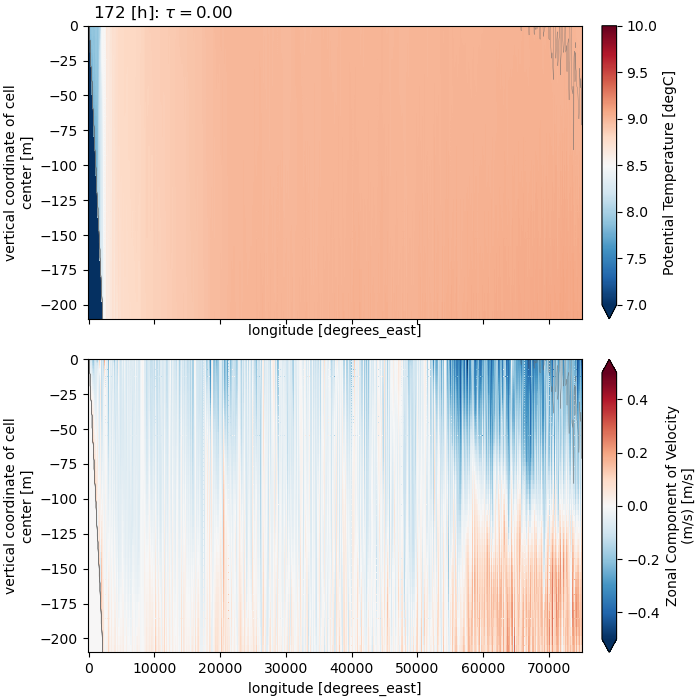 172 [h]: τ = 0.00
0
−25
−50
−75
−100
−125
−150
−175
−200
vertical coordinate of cell
center [m]
longitude [degrees_east]
10.0
9.5
9.0
8.5
8.0
7.5
7.0
Potential Temperature [degC]
0
−25
−50
−75
−100
−125
−150
−175
−200
vertical coordinate of cell
center [m]
0 10000 20000 30000 40000 50000 60000 70000
longitude [degrees_east]
0.4
0.2
0.0
−0.2
−0.4
Zonal Component of Velocity
(m/s) [m/s]